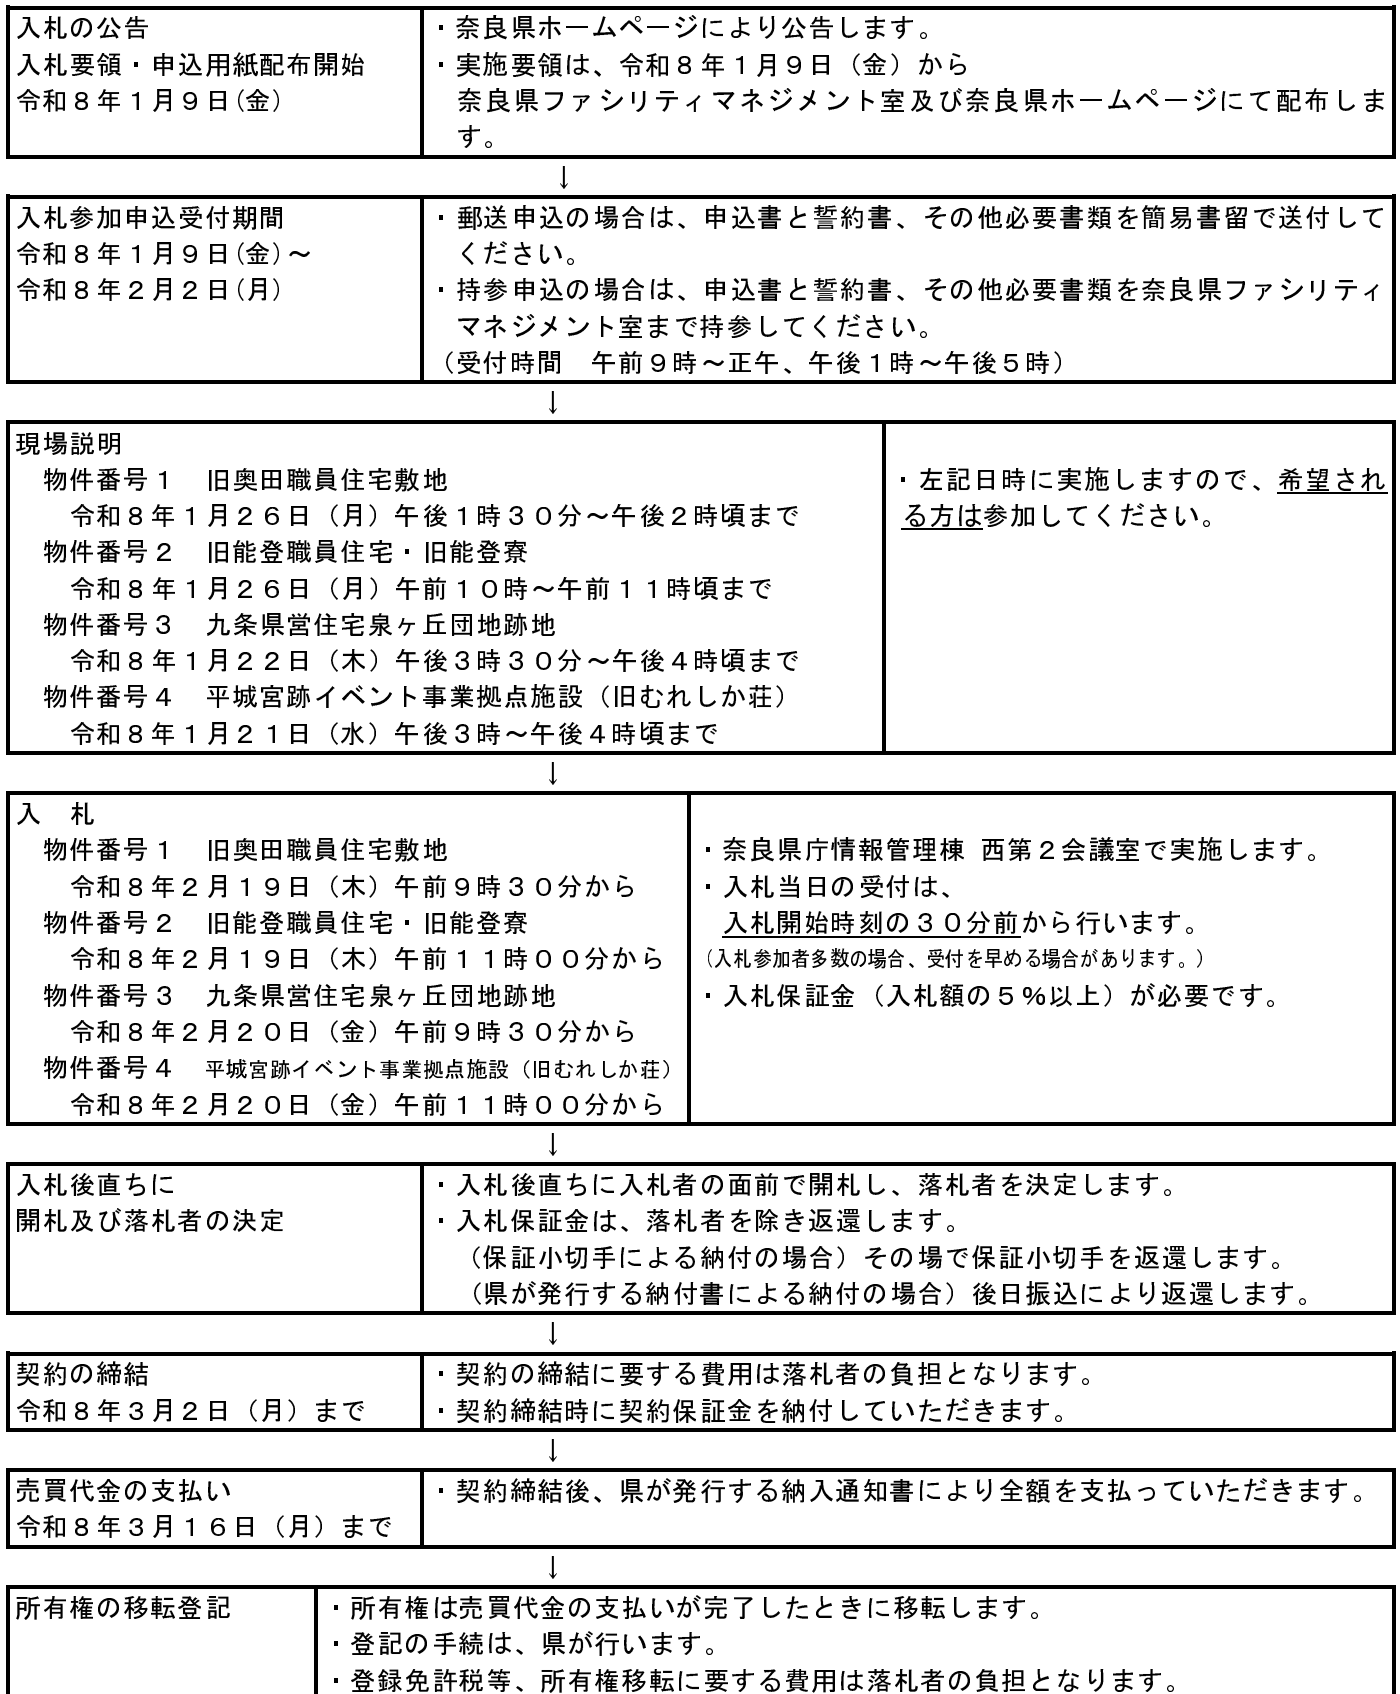 入札の公告
入札要領・申込用紙配布開始
令和８年１月９日(金)
・奈良県ホームページにより公告します。
・実施要領は、令和８年１月９日（金）から
奈良県ファシリティマネジメント室及び奈良県ホームページにて配布しま
す。
↓
入札参加申込受付期間
令和８年１月９日(金)～
令和８年２月２日(月)
・郵送申込の場合は、申込書と誓約書、その他必要書類を簡易書留で送付して
ください。
・持参申込の場合は、申込書と誓約書、その他必要書類を奈良県ファシリティ
マネジメント室まで持参してください。
（受付時間　午前９時～正午、午後１時～午後５時）
↓
現場説明
物件番号１　旧奥田職員住宅敷地
令和８年１月２６日（月）午後１時３０分～午後２時頃まで
物件番号２　旧能登職員住宅・旧能登寮
令和８年１月２６日（月）午前１０時～午前１１時頃まで
物件番号３　九条県営住宅泉ヶ丘団地跡地
令和８年１月２２日（木）午後３時３０分～午後４時頃まで
物件番号４　平城宮跡イベント事業拠点施設（旧むれしか荘）
令和８年１月２１日（水）午後３時～午後４時頃まで
・左記日時に実施しますので、希望され
る方は参加してください。
↓
入　札
物件番号１　旧奥田職員住宅敷地
令和８年２月１９日（木）午前９時３０分から
物件番号２　旧能登職員住宅・旧能登寮
令和８年２月１９日（木）午前１１時００分から
物件番号３　九条県営住宅泉ヶ丘団地跡地
令和８年２月２０日（金）午前９時３０分から
物件番号４　平城宮跡イベント事業拠点施設（旧むれしか荘）
令和８年２月２０日（金）午前１１時００分から
・奈良県庁情報管理棟 西第２会議室で実施します。
・入札当日の受付は、
入札開始時刻の３０分前から行います。
（入札参加者多数の場合、受付を早める場合があります。）
・入札保証金（入札額の５％以上）が必要です。
↓
入札後直ちに
開札及び落札者の決定
・入札後直ちに入札者の面前で開札し、落札者を決定します。
・入札保証金は、落札者を除き返還します。
（保証小切手による納付の場合）その場で保証小切手を返還します。
（県が発行する納付書による納付の場合）後日振込により返還します。
↓
契約の締結
令和８年３月２日（月）まで
・契約の締結に要する費用は落札者の負担となります。
・契約締結時に契約保証金を納付していただきます。
↓
売買代金の支払い
令和８年３月１６日（月）まで
・契約締結後、県が発行する納入通知書により全額を支払っていただきます。
↓
所有権の移転登記
・所有権は売買代金の支払いが完了したときに移転します。
・登記の手続は、県が行います。
・登録免許税等、所有権移転に要する費用は落札者の負担となります。